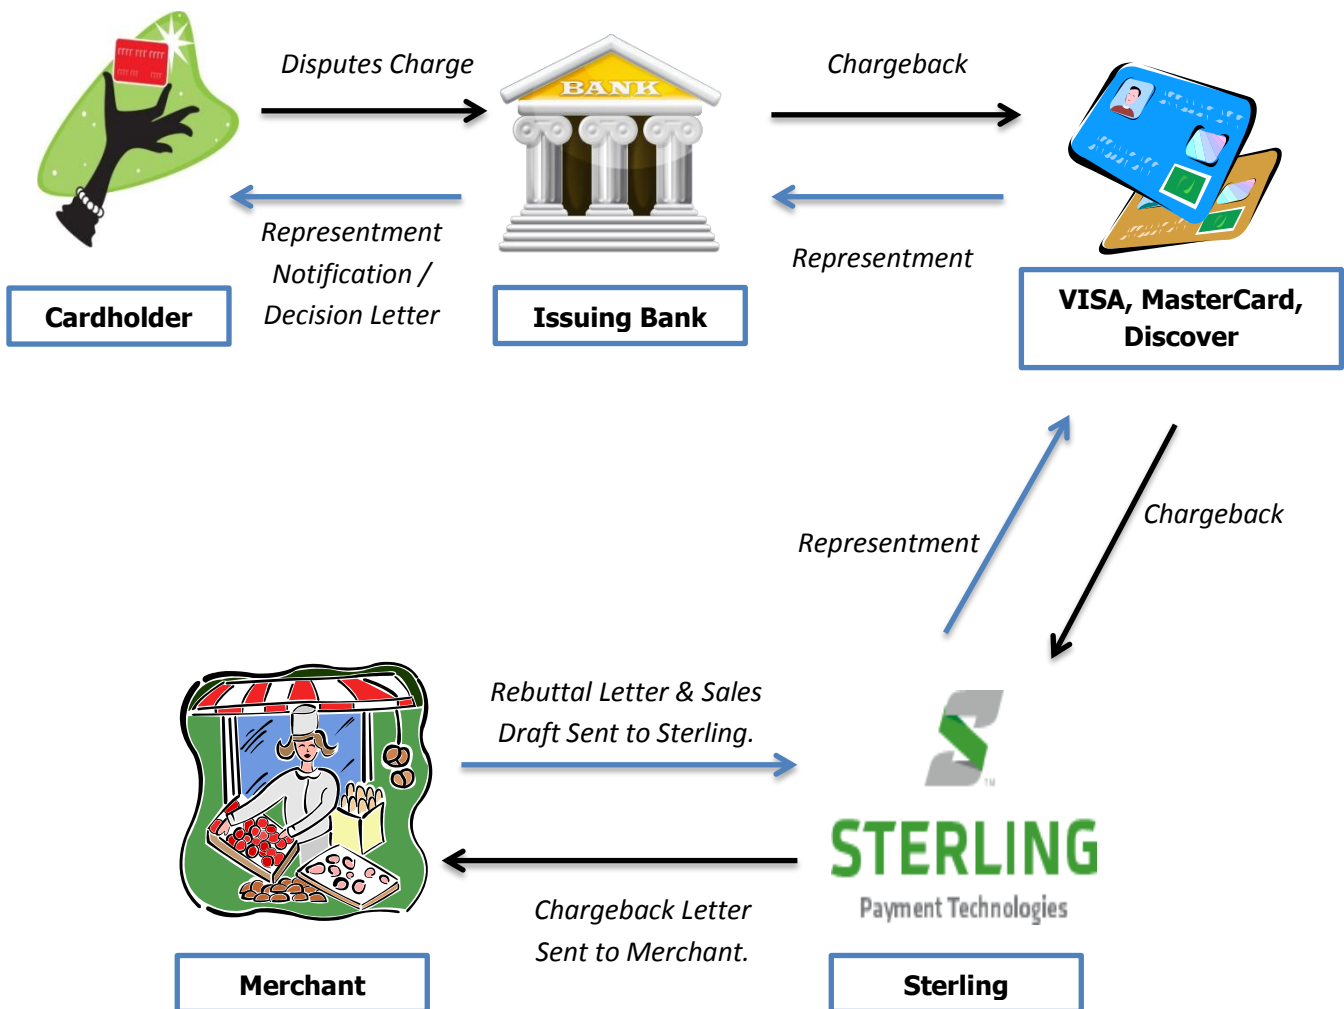 Disputes Charge
Chargeback
BANK
Representment
Notification /
Decision Letter
Representment
Cardholder
Issuing Bank
VISA, MasterCard,
Discover
Representment
Chargeback
Rebuttal Letter & Sales
Draft Sent to Sterling.
TM
STERLING
Payment Technologies
Chargeback Letter
Sent to Merchant.
Merchant
Sterling